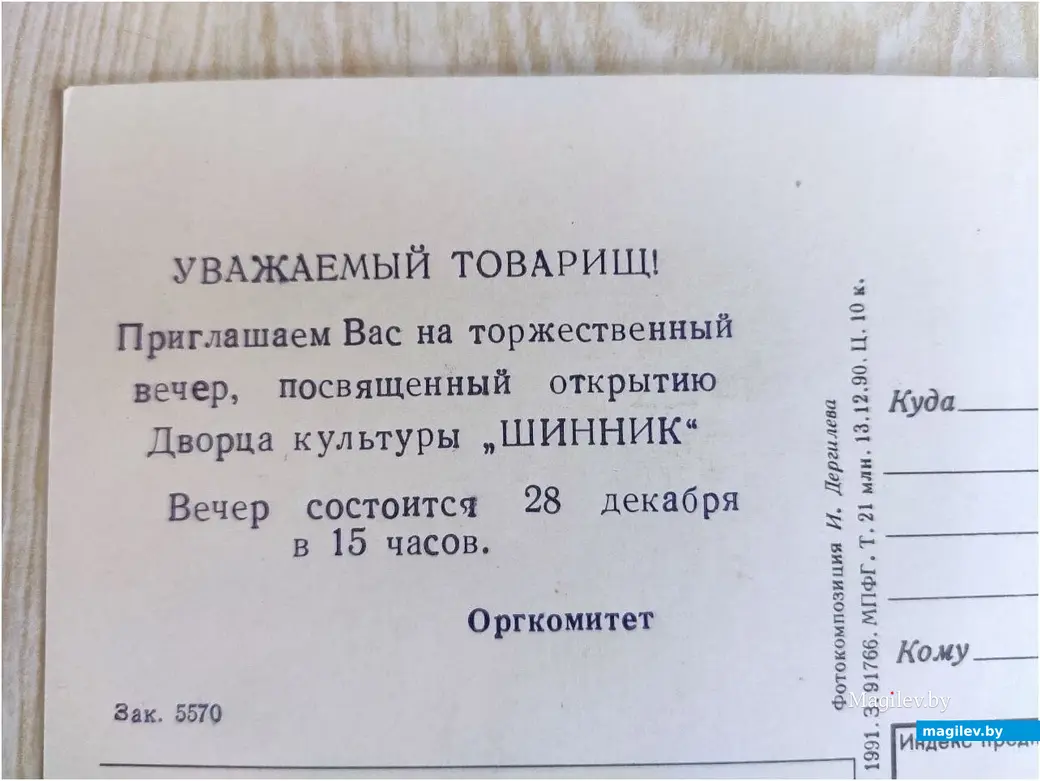 УВАЖАЕМЫЙ ТОВАРИЩ!
Приглашаем Вас на торжественный
вечер, посвященный открытию
Дворца культуры „ШИННИК“
Вечер состоится 28 декабря
в 15 часов.
Оргкомитет
Зак. 5570
Фотокомпозиция И. Дергилева
1991. З. 91766. МПФГ. Т. 21 млн. 13.12.90. Ц. 10 к.
Куда
Кому
Индекс
Magilev.by
magilev.by